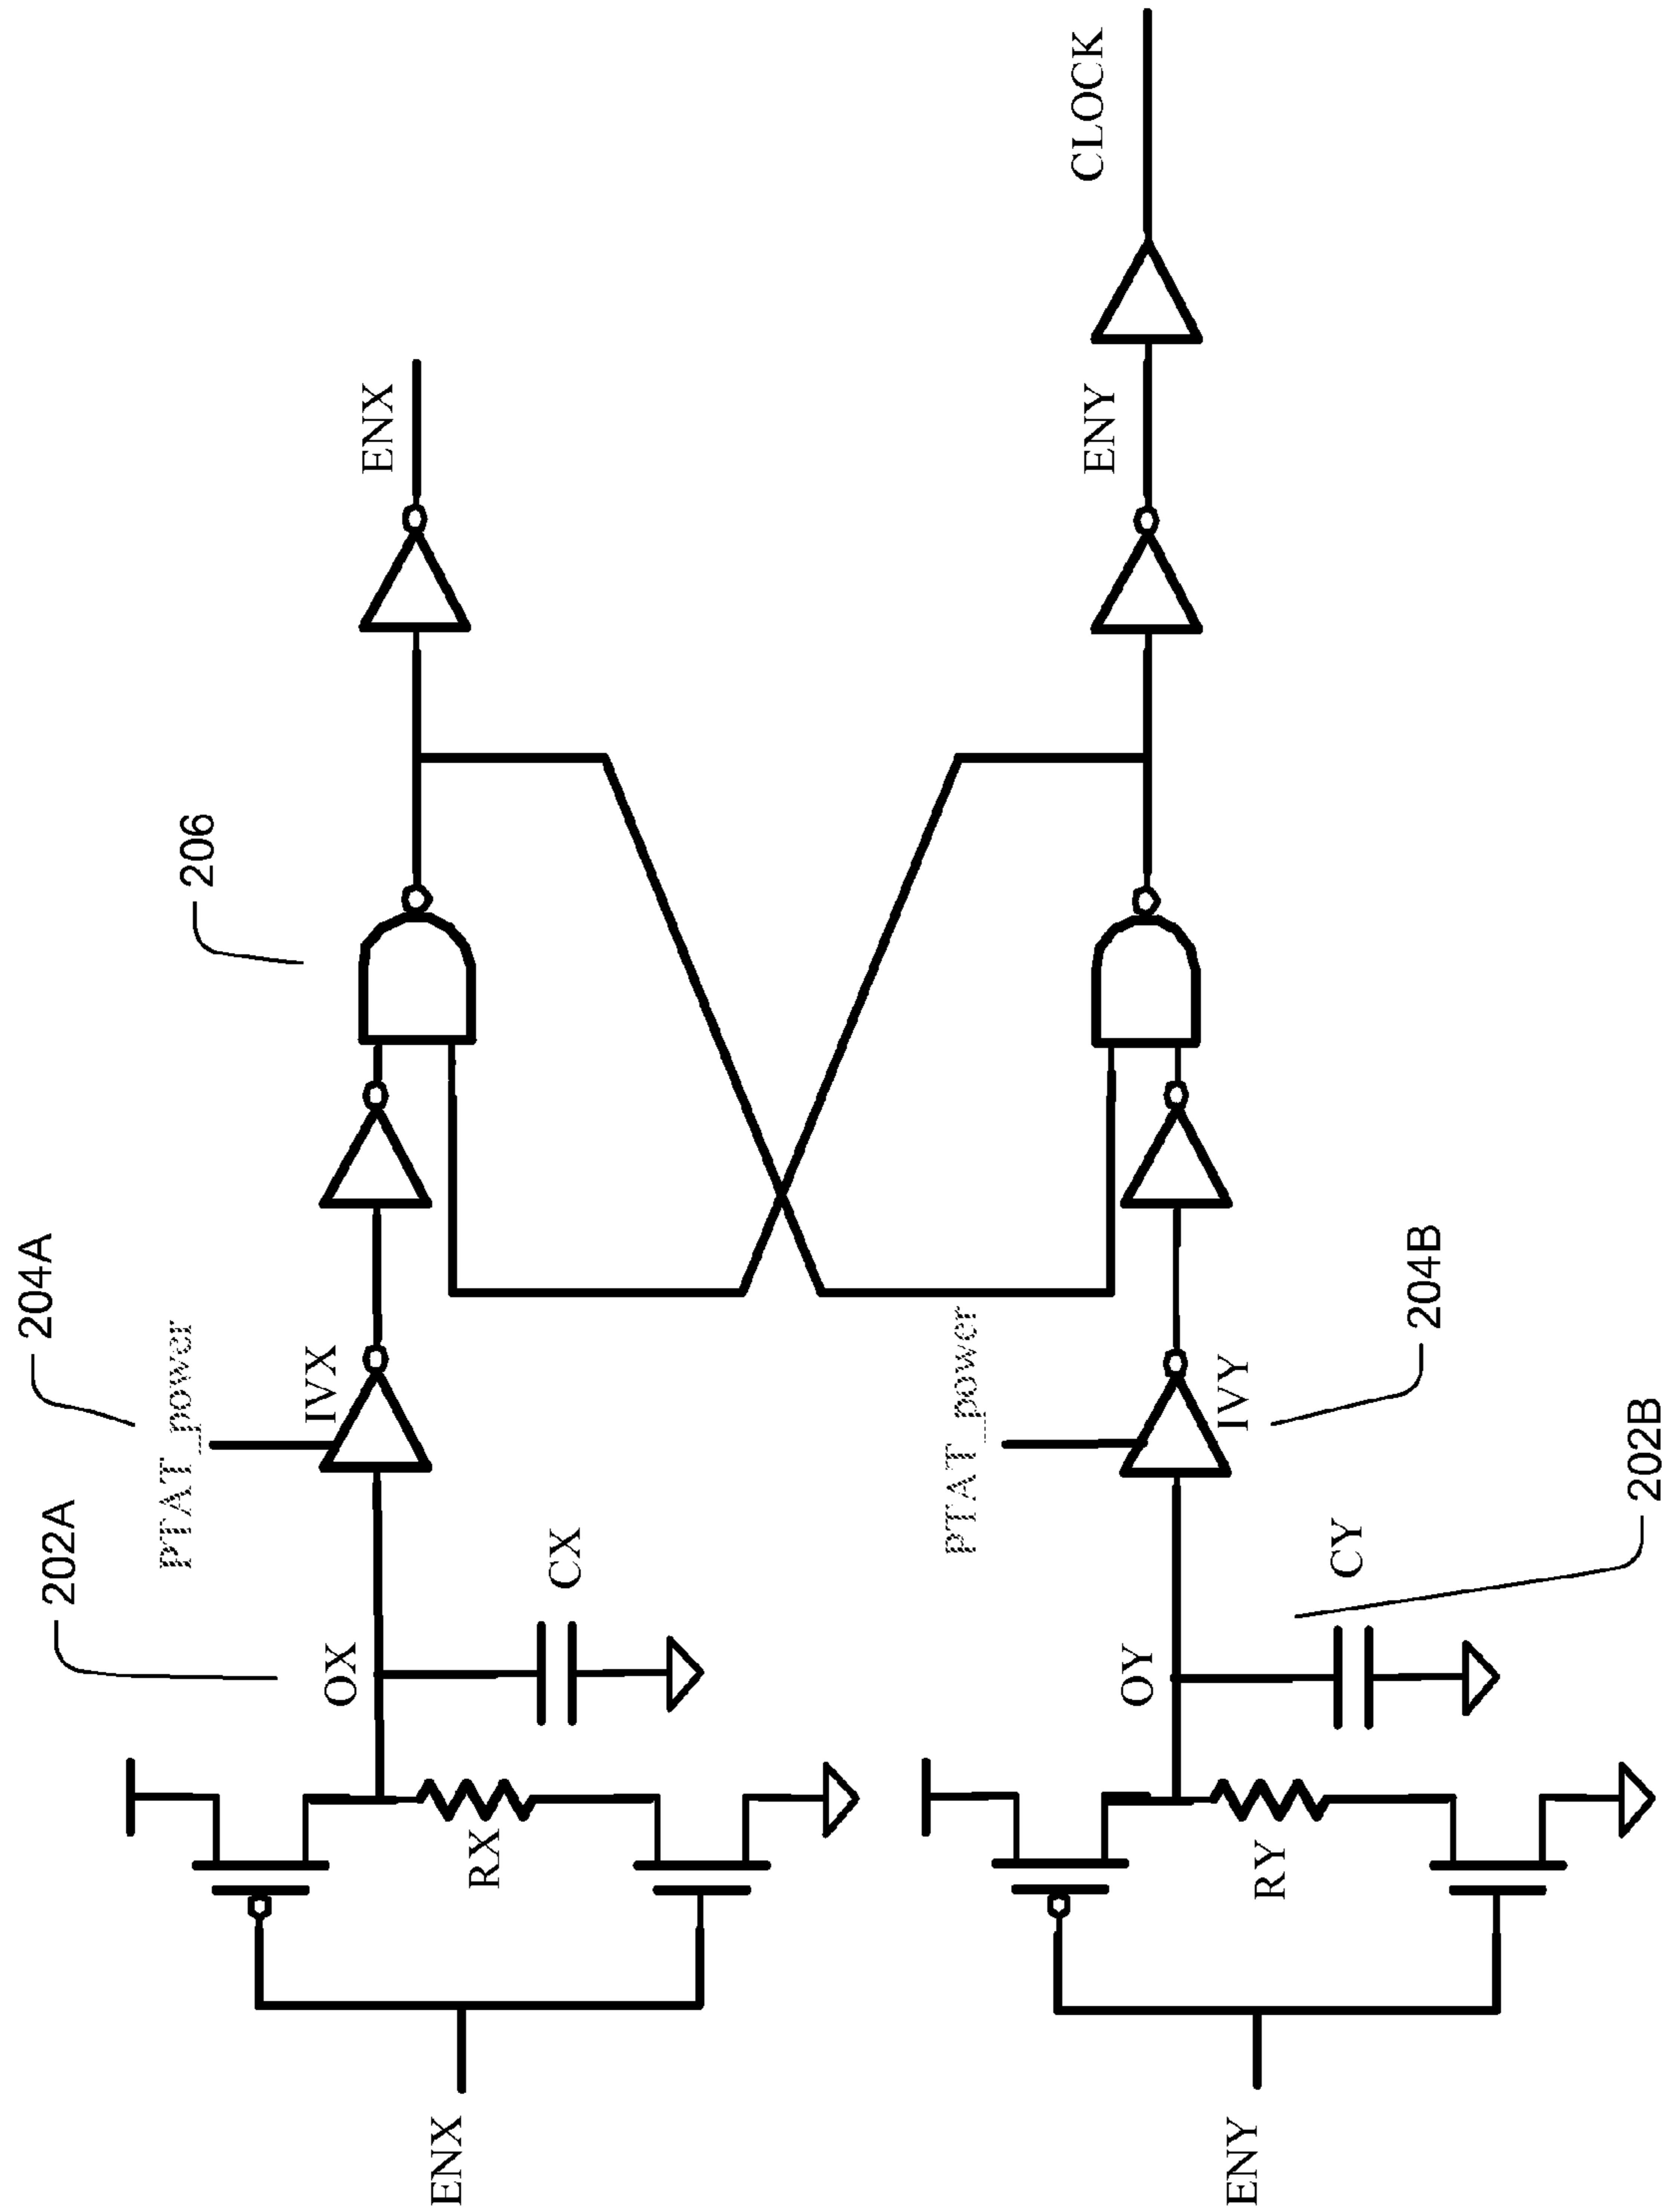 202A
204A
206
PTAT_power
ENX
OX
IVX
ENX
RX
CX
PTAT_power
ENY
OY
IVY
ENY
CLOCK
RY
CY
204B
202B